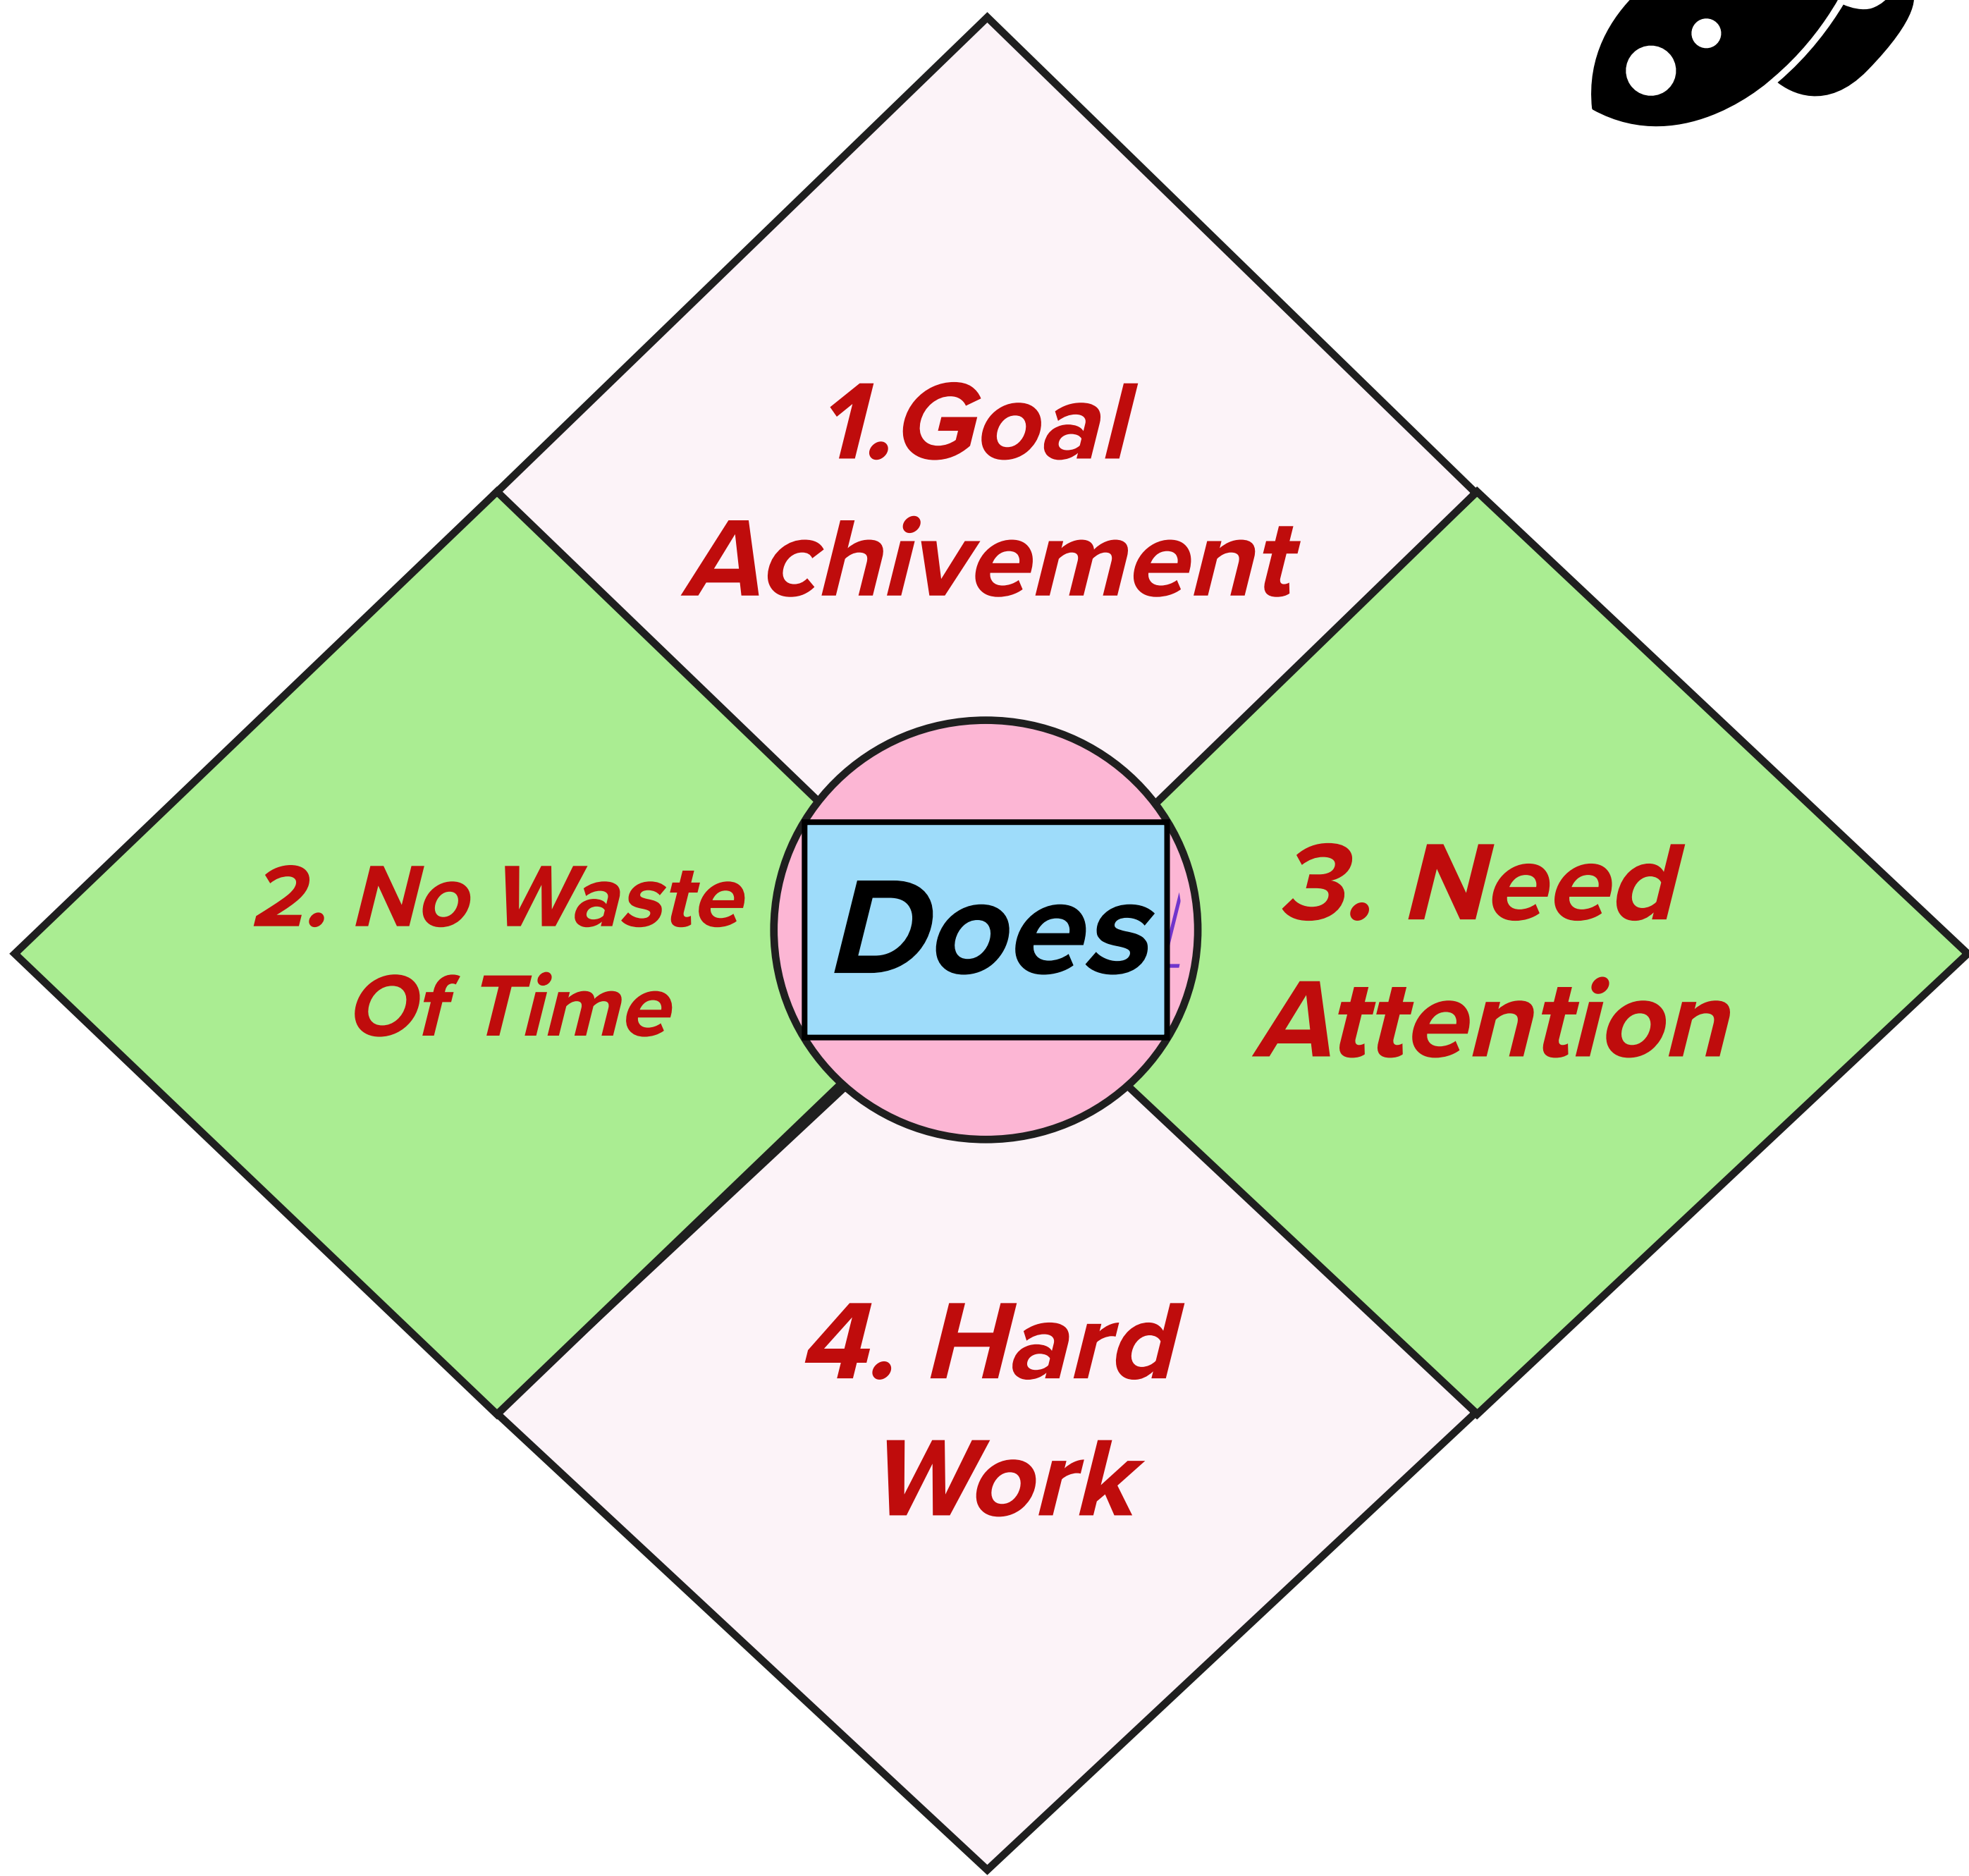 1.Goal
Achivement
2. No Waste
Of Time
Does
3. Need
Attention
4. Hard
Work